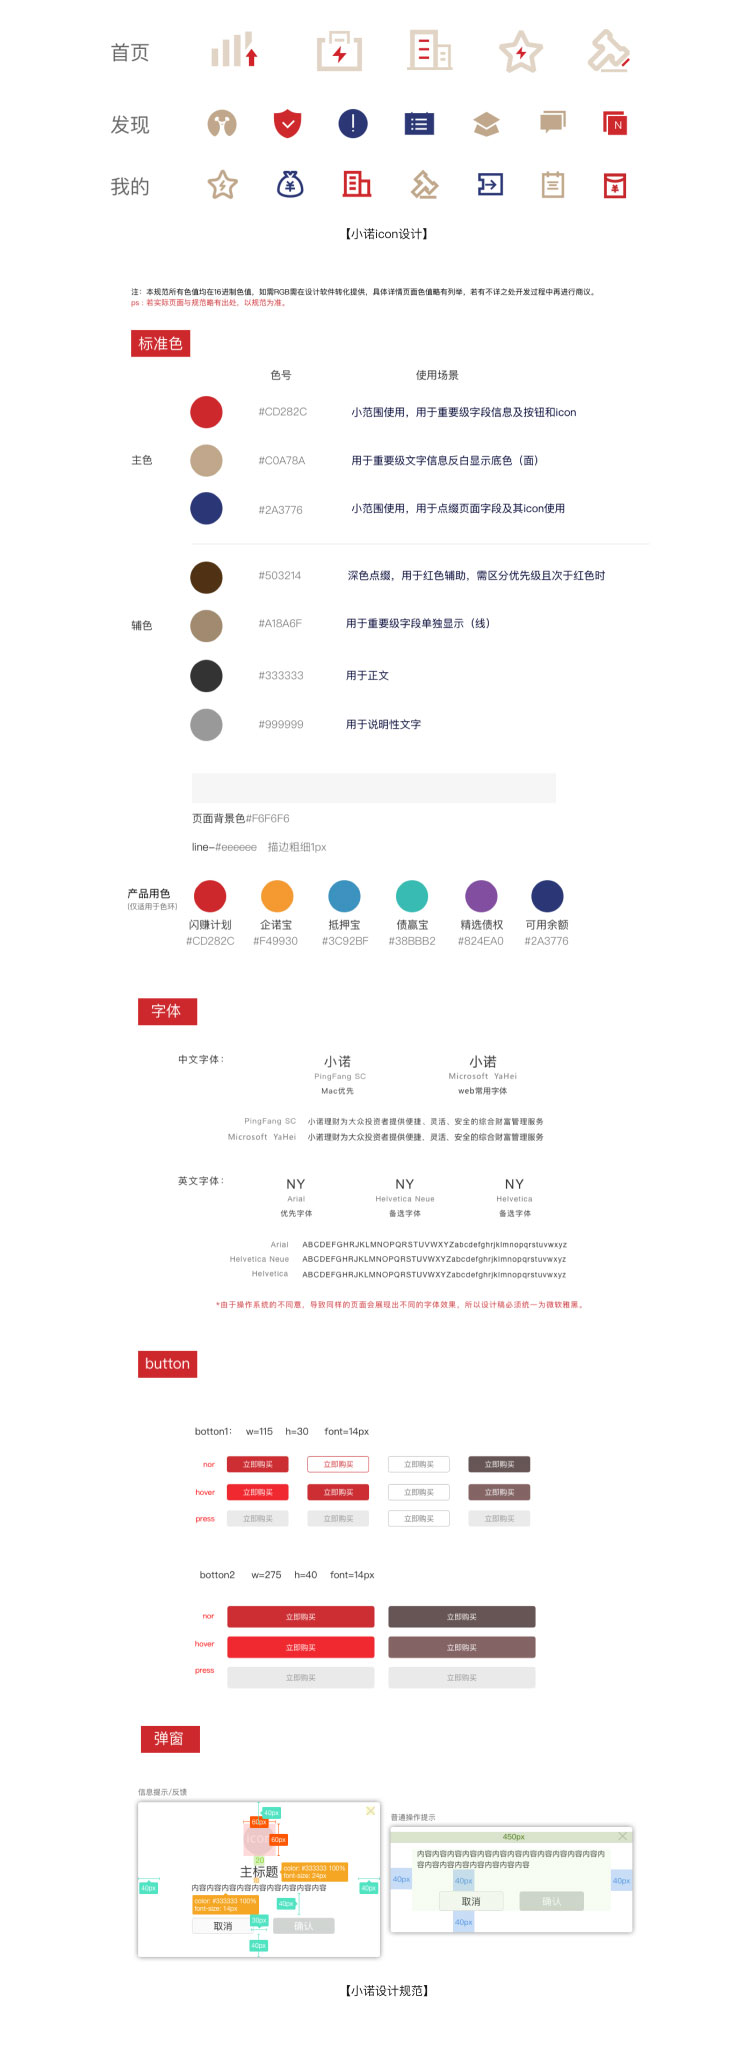 首页
发现
N
我的
【小诺icon设计】
注：本规范所有色值均在16进制色值，如需RGB需在设计软件转化提供，具体详情页面色值略有列举，若有不详之处开发过程中再进行商议。
ps：若实际页面与规范略有出处，以规范为准。
标准色
色号 使用场景
#CD282C 小范围使用，用于重要级字段信息及按钮和icon
主色 #C0A78A 用于重要级文字信息反白显示底色（面）
#2A3776 小范围使用，用于点缀页面字段及其icon使用
#503214 深色点缀，用于红色辅助，需区分优先级且次于红色时
辅色 #A18A6F 用于重要级字段单独显示（线）
#333333 用于正文
#999999 用于说明性文字
页面背景色#F6F6F6
line-#eeeeee 描边粗细1px
产品用色
(仅适用于色环)
闪赚计划 企诺宝 抵押宝 债赢宝 精选债权 可用余额
#CD282C #F49930 #3C92BF #38BBB2 #824EA0 #2A3776
字体
中文字体： 小诺 小诺
PingFang SC Microsoft YaHei
Mac优先 web常用字体
PingFang SC 小诺理财为大众投资者提供便捷、灵活、安全的综合财富管理服务
Microsoft YaHei 小诺理财为大众投资者提供便捷、灵活、安全的综合财富管理服务
英文字体： NY NY NY
Arial Helvetica Neue Helvetica
优先字体 备选字体 备选字体
Arial ABCDEFGHRJKLMNOPQRSTUVWXYZabcdefghrjklmnopqrstuvwxyz
Helvetica Neue ABCDEFGHRJKLMNOPQRSTUVWXYZabcdefghrjklmnopqrstuvwxyz
Helvetica ABCDEFGHRJKLMNOPQRSTUVWXYZabcdefghrjklmnopqrstuvwxyz
*由于操作系统的不同意，导致同样的页面会展现出不同的字体效果，所以设计稿必须统一为微软雅黑。
button
botton1： w=115 h=30 font=14px
nor 立即购买 立即购买 立即购买 立即购买
hover 立即购买 立即购买 立即购买 立即购买
press 立即购买 立即购买 立即购买 立即购买
botton2 w=275 h=40 font=14px
nor 立即购买 立即购买
hover 立即购买 立即购买
press 立即购买 立即购买
弹窗
信息提示/反馈
40px
60px
ICON 60px
20
主标题
color: #333333 100%
font-size: 24px
40px 内容内容内容内容内容内容内容内容内容 40px
color: #333333 100%
font-size: 14px
40px
30px
取消 确认
40px
普通操作提示
450px
内容内容内容内容内容内容内容内容内容内容内容内容内
容内容内容内容内容内容内容内容
40px 40px 40px
取消 确认
40px
【小诺设计规范】